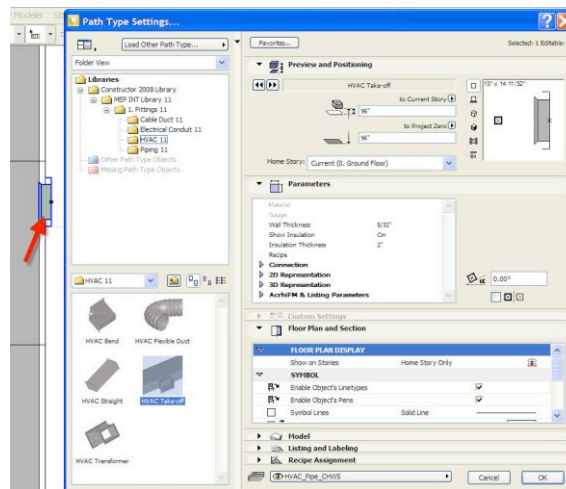 Modeler
Path Type Settings...
Load Other Path Type...
Folder View
Libraries
Constructor 2008 Library
MEP INT Library 11
1. Fittings 11
Cable Duct 11
Electrical Conduit 11
HVAC 11
Piping 11
Other Path Type Objects
Missing Path Type Objects
HVAC 11
HVAC Bend
HVAC Flexible Duct
HVAC Straight
HVAC Take-off
HVAC Transformer
Favorites...
Selected: 1 Editable:
Preview and Positioning
HVAC Take-off
to Current Story
96"
to Project Zero
96"
Home Story:
Current (0. Ground Floor)
13" x 14 11/32"
Parameters
Material
Gauge
Wall Thickness 5/32"
Show Insulation On
Insulation Thickness 2"
Recipe
Connection
2D Representation
3D Representation
ArchiFM & Listing Parameters
0.00°
Custom Settings
Floor Plan and Section
FLOOR PLAN DISPLAY
Show on Stories Home Story Only
SYMBOL
Enable Object's Linetypes
Enable Object's Pens
Symbol Lines Solid Line
Model
Listing and Labeling
Recipe Assignment
HVAC_Pipe_CHWS
Cancel
OK